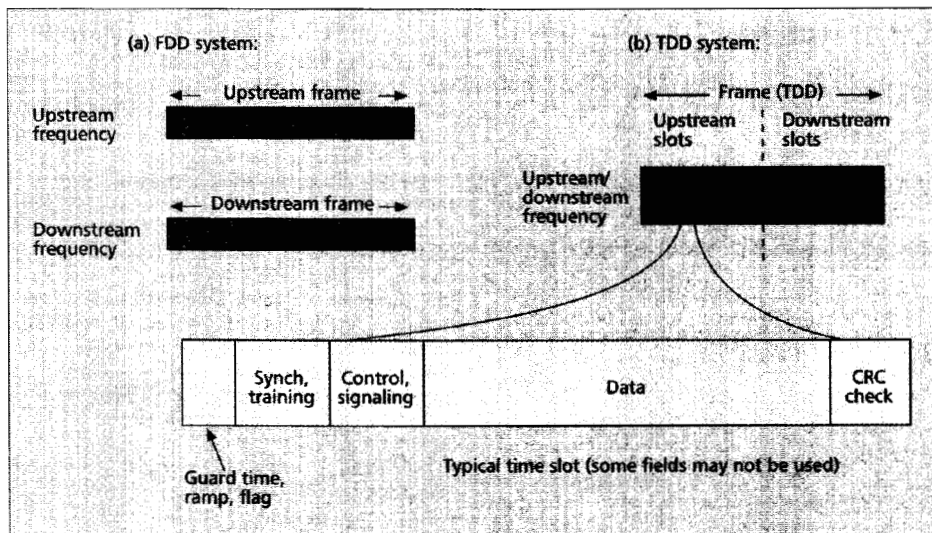 (a) FDD system:
Upstream frame
Upstream
frequency
Downstream frame
Downstream
frequency
(b) TDD system:
Frame (TDD)
Upstream
slots
Downstream
slots
Upstream/
downstream
frequency
Synch,
training
Control,
signaling
Data
CRC
check
Guard time,
ramp, flag
Typical time slot (some fields may not be used)